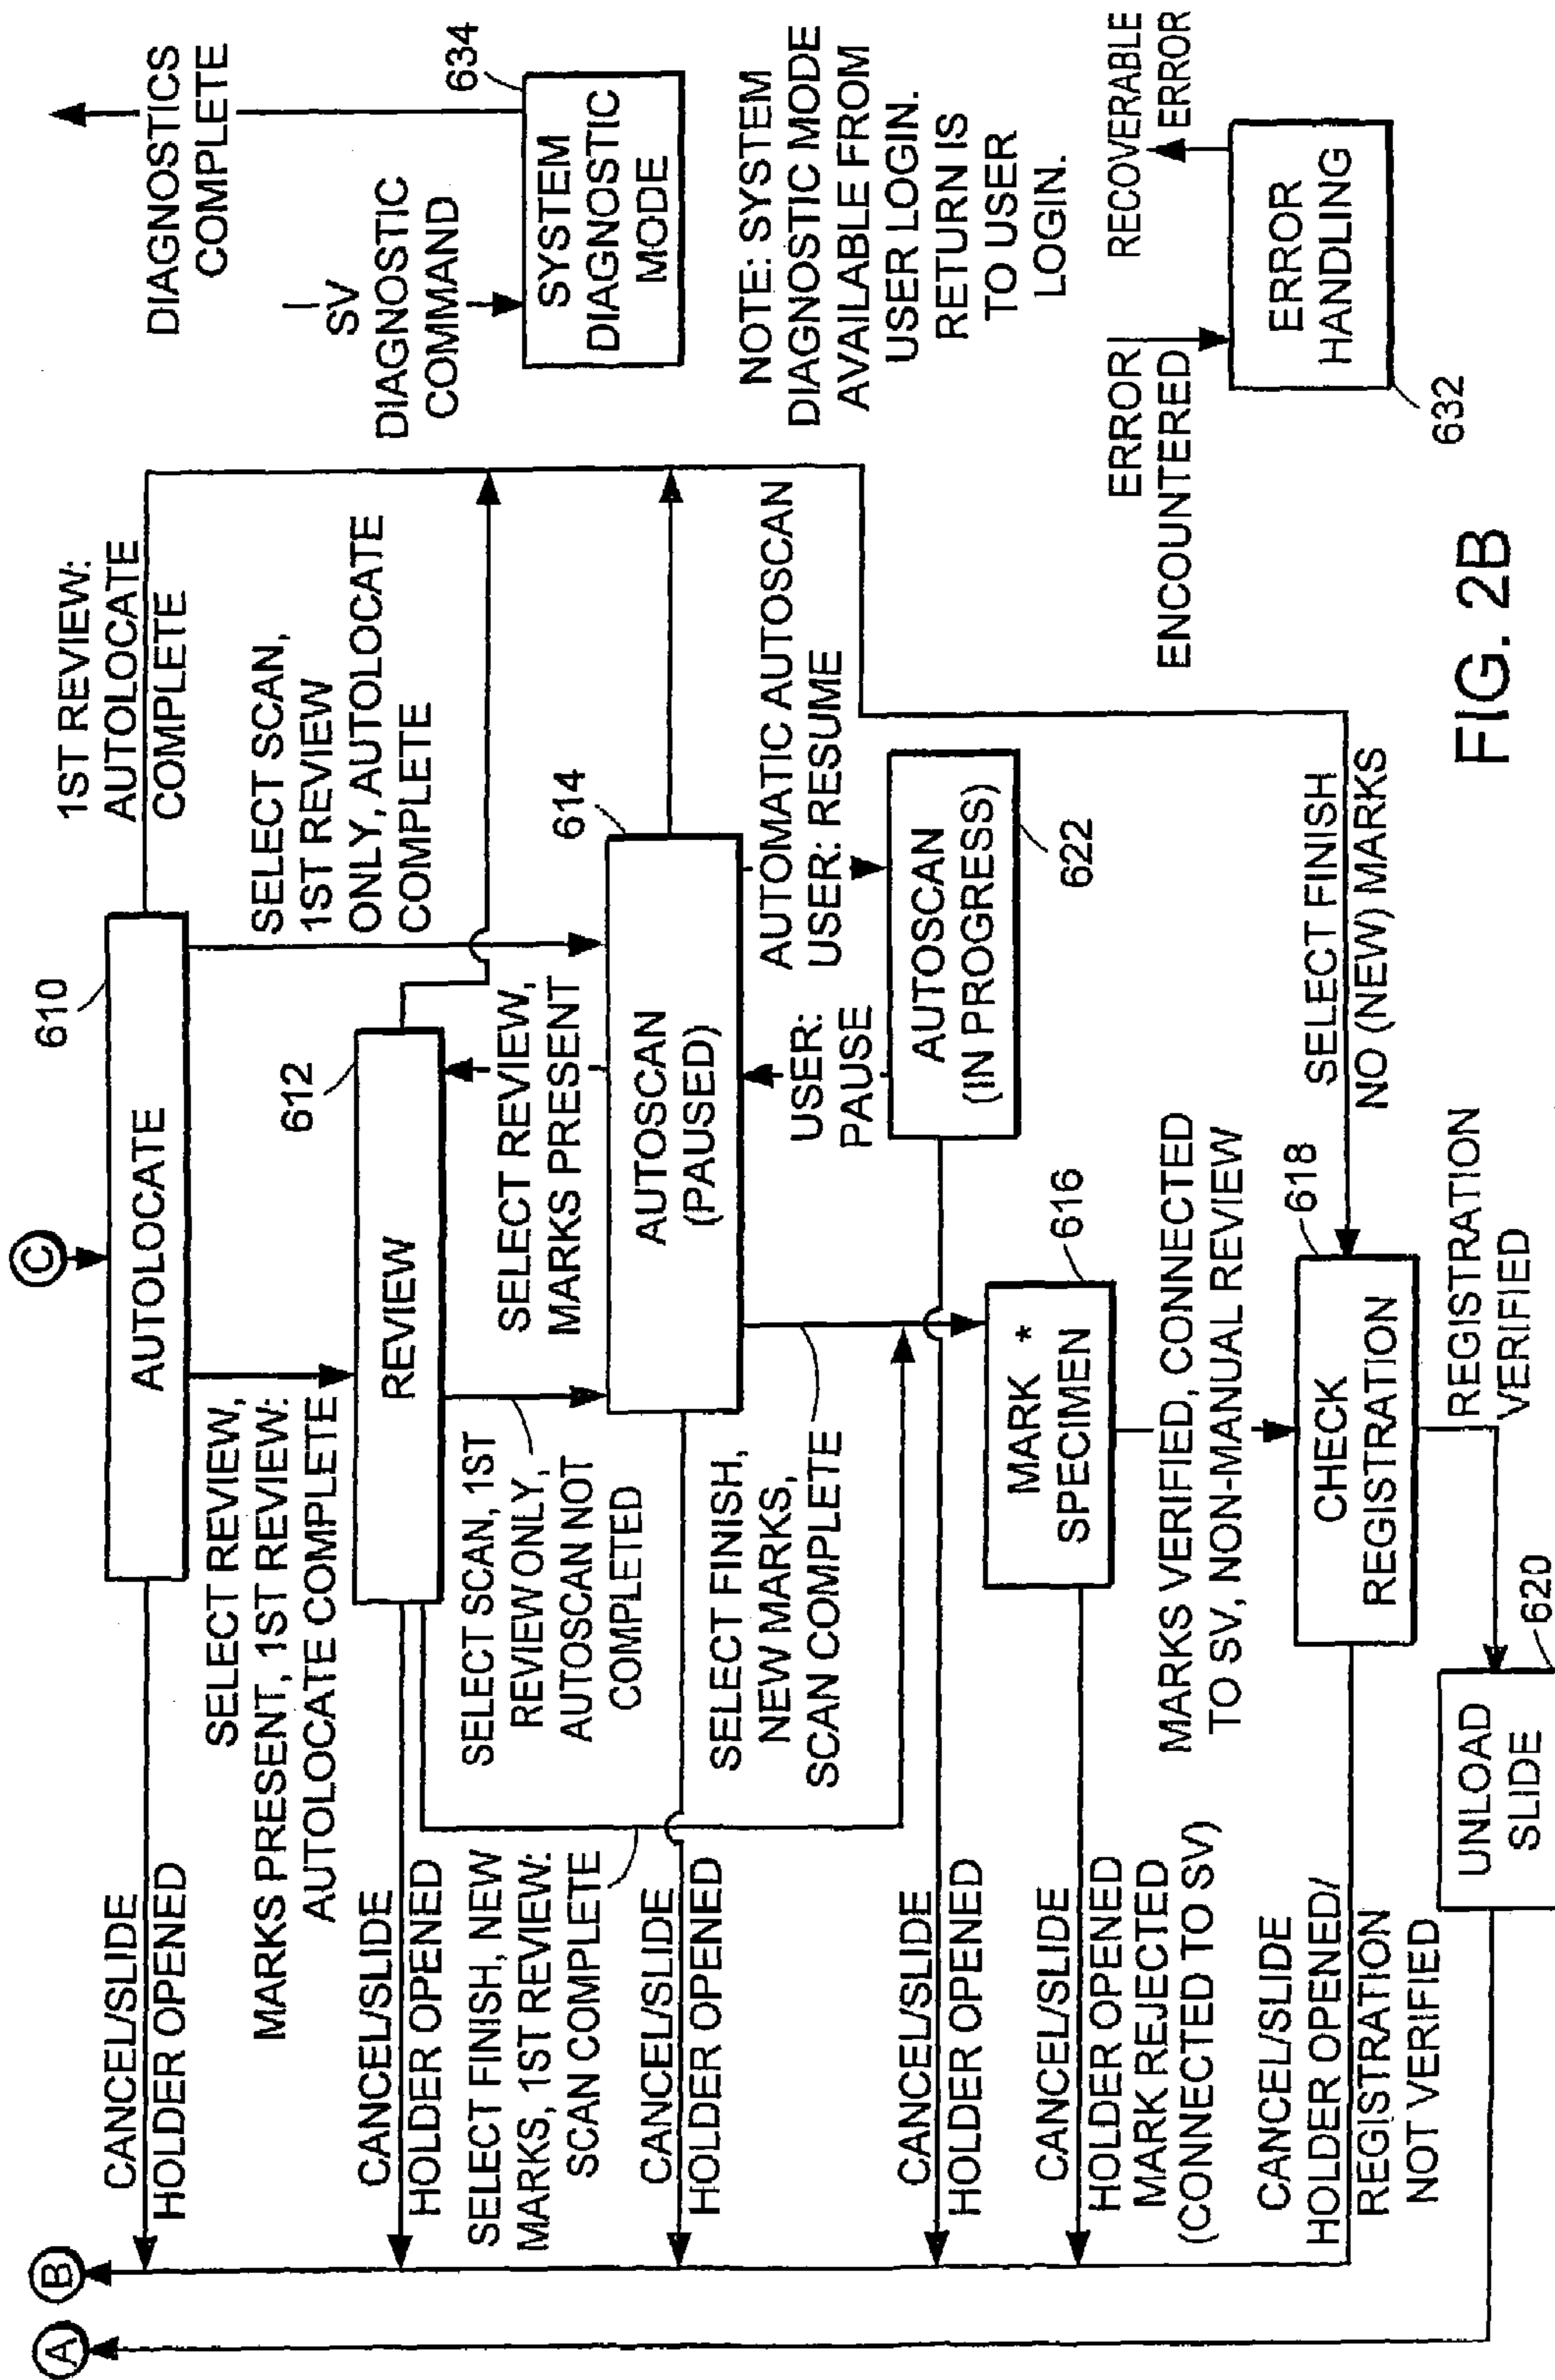 A
B
C
610
AUTOLOCATE
CANCEL/SLIDE
HOLDER OPENED
SELECT REVIEW,
MARKS PRESENT, 1ST REVIEW:
AUTOLOCATE COMPLETE
1ST REVIEW:
AUTOLOCATE
COMPLETE
SELECT SCAN,
1ST REVIEW
ONLY, AUTOLOCATE
COMPLETE
612
REVIEW
CANCEL/SLIDE
HOLDER OPENED
SELECT FINISH, NEW
MARKS, 1ST REVIEW:
SCAN COMPLETE
SELECT SCAN, 1ST
REVIEW ONLY,
AUTOSCAN NOT
COMPLETED
SELECT REVIEW,
MARKS PRESENT
614
AUTOSCAN
(PAUSED)
CANCEL/SLIDE
HOLDER OPENED
SELECT FINISH,
NEW MARKS,
SCAN COMPLETE
USER:
PAUSE
AUTOMATIC AUTOSCAN
USER: RESUME
AUTOSCAN
(IN PROGRESS)
622
CANCEL/SLIDE
HOLDER OPENED
616
MARK *
SPECIMEN
CANCEL/SLIDE
HOLDER OPENED
MARK REJECTED
(CONNECTED TO SV)
MARKS VERIFIED, CONNECTED
TO SV, NON-MANUAL REVIEW
SELECT FINISH
NO (NEW) MARKS
618
CHECK
REGISTRATION
CANCEL/SLIDE
HOLDER OPENED/
REGISTRATION
NOT VERIFIED
REGISTRATION
VERIFIED
620
UNLOAD
SLIDE
DIAGNOSTICS
COMPLETE
SV
DIAGNOSTIC
COMMAND
634
SYSTEM
DIAGNOSTIC
MODE
NOTE: SYSTEM
DIAGNOSTIC MODE
AVAILABLE FROM
USER LOGIN.
RETURN IS
TO USER
LOGIN.
ERROR
ENCOUNTERED
RECOVERABLE
ERROR
ERROR
HANDLING
632
FIG. 2B